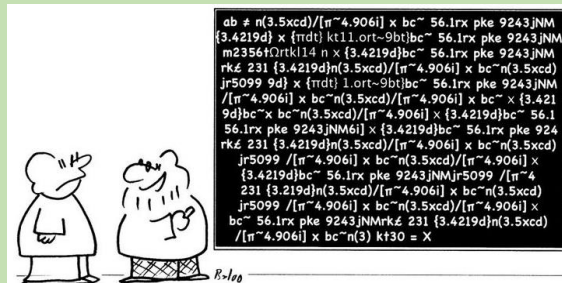 ab ≠ n(3.5xcd)/[π~4.906i] x bc~ 56.1rx pke 9243jNM
{3.4219d} x {πdt} kt11.ort~9bt}bc~ 56.1rx pke 9243jNM
m2356tΩrtkl14 n x {3.4219d}bc~ 56.1rx pke 9243jNM
rk£ 231 {3.4219d}n(3.5xcd)/[π~4.906i] x bc~n(3.5xcd)
jr5099 9d} x {πdt} 1.ort~9bt}bc~ 56.1rx pke 9243jNM
/[π~4.906i] x bc~n(3.5xcd)/[π~4.906i] x bc~ x {3.421
9d}bc~x bc~n(3.5xcd)/[π~4.906i] x {3.4219d}bc~ 56.1
56.1rx pke 9243jNM6i] x {3.4219d}bc~ 56.1rx pke 924
rk£ 231 {3.4219d}n(3.5xcd)/[π~4.906i] x bc~n(3.5xcd)
jr5099 /[π~4.906i] x bc~n(3.5xcd)/[π~4.906i] x
{3.4219d}bc~ 56.1rx pke 9243jNMjr5099 /[π~4
231 {3.219d}n(3.5xcd)/[π~4.906i] x bc~n(3.5xcd)
jr5099 /[π~4.906i] x bc~n(3.5xcd)/[π~4.906i] x
bc~ 56.1rx pke 9243jNMrk£ 231 {3.4219d}n(3.5xcd)
/[π~4.906i] x bc~n(3) kt30 = X